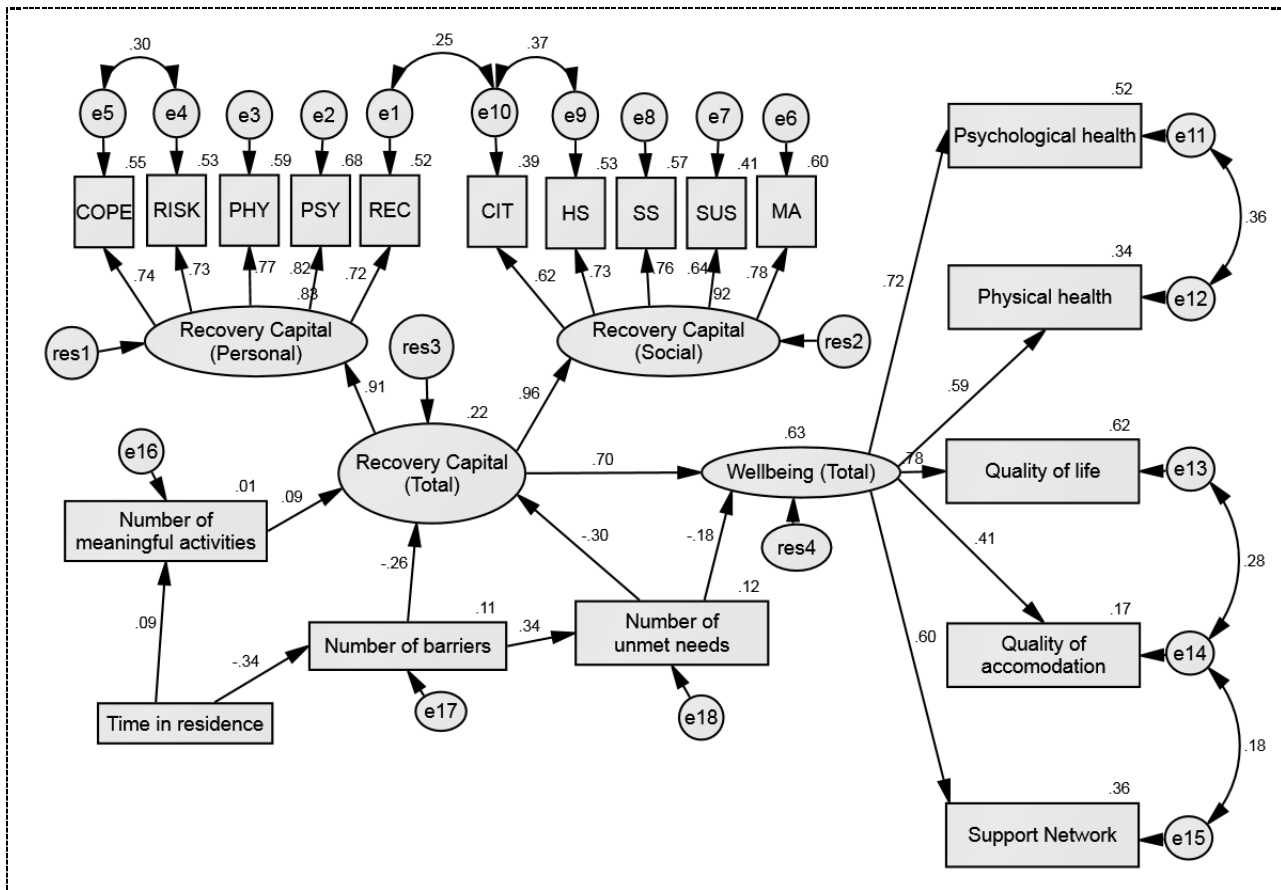 .30
.25
.37
e5
e4
e3
e2
e1
e10
e9
e8
e7
e6
.55
.53
.59
.68
.52
.39
.53
.57
.41
.60
COPE
RISK
PHY
PSY
REC
CIT
HS
SS
SUS
MA
.74
.73
.77
.82
.72
.62
.73
.76
.64
.78
.83
.92
res1
Recovery Capital
(Personal)
res3
Recovery Capital
(Social)
res2
.91
.96
.22
Recovery Capital
(Total)
.70
.63
Wellbeing (Total)
res4
e16
.01
.09
Number of
meaningful activities
-.26
-.30
-.18
.09
-.34
.11
Number of barriers
.34
.12
Number of
unmet needs
e17
e18
Time in residence
.72
.59
.78
.41
.60
.52
Psychological health
e11
.36
.34
Physical health
e12
.62
Quality of life
e13
.28
.17
Quality of
accomodation
e14
.18
.36
Support Network
e15